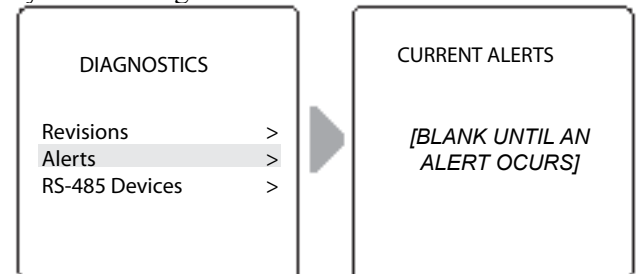 DIAGNOSTICS
Revisions >
Alerts >
RS-485 Devices >
CURRENT ALERTS
[BLANK UNTIL AN
ALERT OCURS]